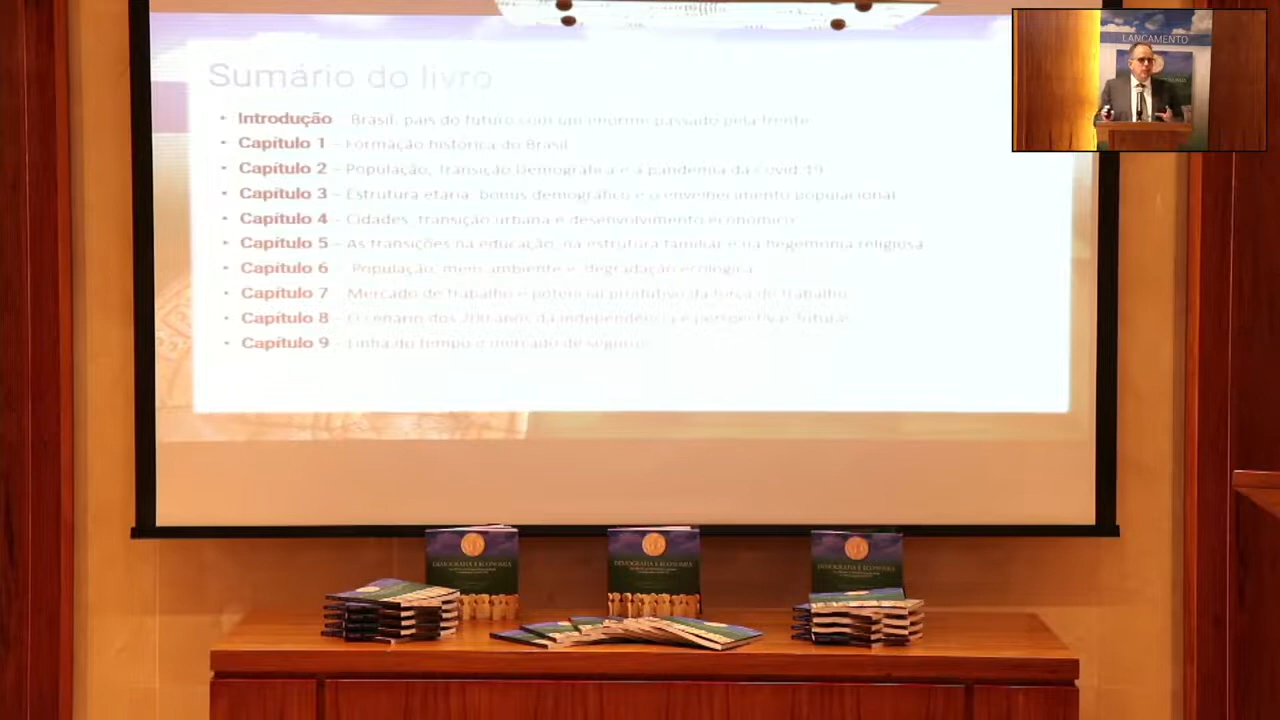 Sumário do livro
• Introdução – Brasil, país do futuro com um enorme passado pela frente
• Capítulo 1 – Formação histórica do Brasil
• Capítulo 2 – População, Transição Demográfica e a pandemia da Covid-19
• Capítulo 3 – Estrutura etária, bônus demográfico e o envelhecimento populacional
• Capítulo 4 – Cidades, transição urbana e desenvolvimento econômico
• Capítulo 5 – As transições na educação, na estrutura familiar e na hegemonia religiosa
• Capítulo 6 – População, meio ambiente e degradação ecológica
• Capítulo 7 – Mercado de trabalho e potencial produtivo da força de trabalho
• Capítulo 8 – O cenário dos 200 anos da independência e perspectivas futuras
• Capítulo 9 – Linha do tempo o mercado de seguros
LANÇAMENTO
DEMOGRAFIA E ECONOMIA
DEMOGRAFIA E ECONOMIA
DEMOGRAFIA E ECONOMIA